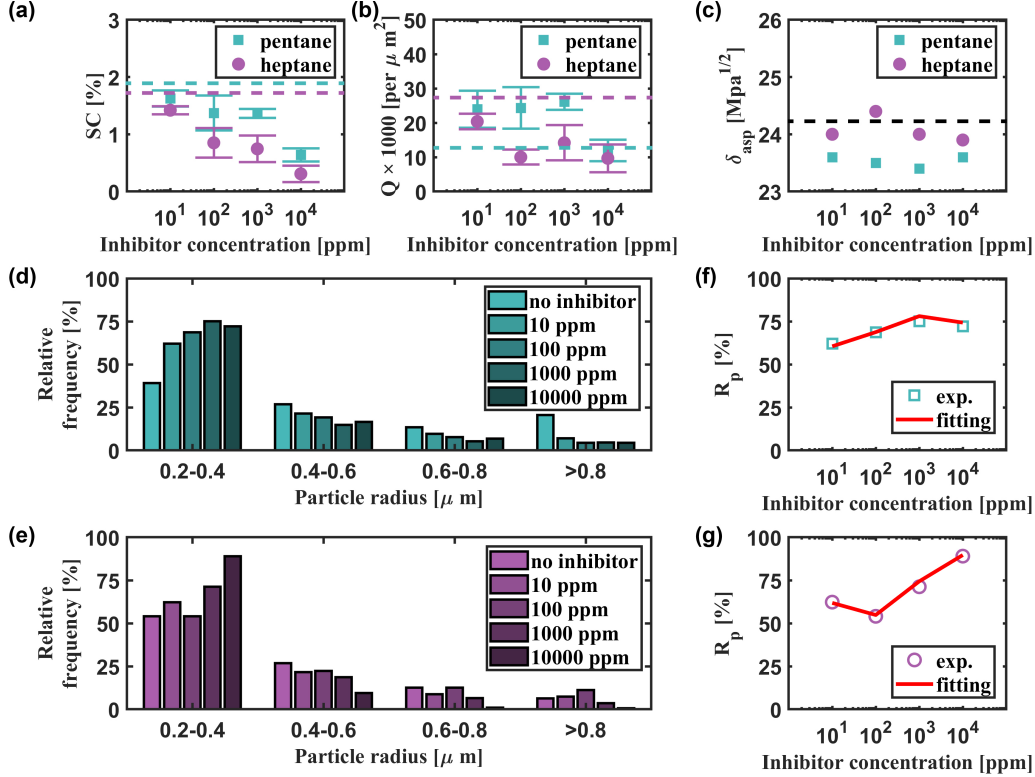 (a)
SC [%]
3
2
1
0
pentane
heptane
10¹ 10² 10³ 10⁴
Inhibitor concentration [ppm]
(b)
Q × 1000 [per μ m²]
50
40
30
20
10
0
pentane
heptane
10¹ 10² 10³ 10⁴
Inhibitor concentration [ppm]
(c)
δasp [Mpa1/2]
26
25
24
23
pentane
heptane
10¹ 10² 10³ 10⁴
Inhibitor concentration [ppm]
(d)
Relative
frequency [%]
100
75
50
25
0
no inhibitor
10 ppm
100 ppm
1000 ppm
10000 ppm
0.2-0.4 0.4-0.6 0.6-0.8 >0.8
Particle radius [μ m]
(f)
Rp [%]
100
75
50
25
0
exp.
fitting
10¹ 10² 10³ 10⁴
Inhibitor concentration [ppm]
(e)
Relative
frequency [%]
100
75
50
25
0
no inhibitor
10 ppm
100 ppm
1000 ppm
10000 ppm
0.2-0.4 0.4-0.6 0.6-0.8 >0.8
Particle radius [μ m]
(g)
Rp [%]
100
75
50
25
0
exp.
fitting
10¹ 10² 10³ 10⁴
Inhibitor concentration [ppm]